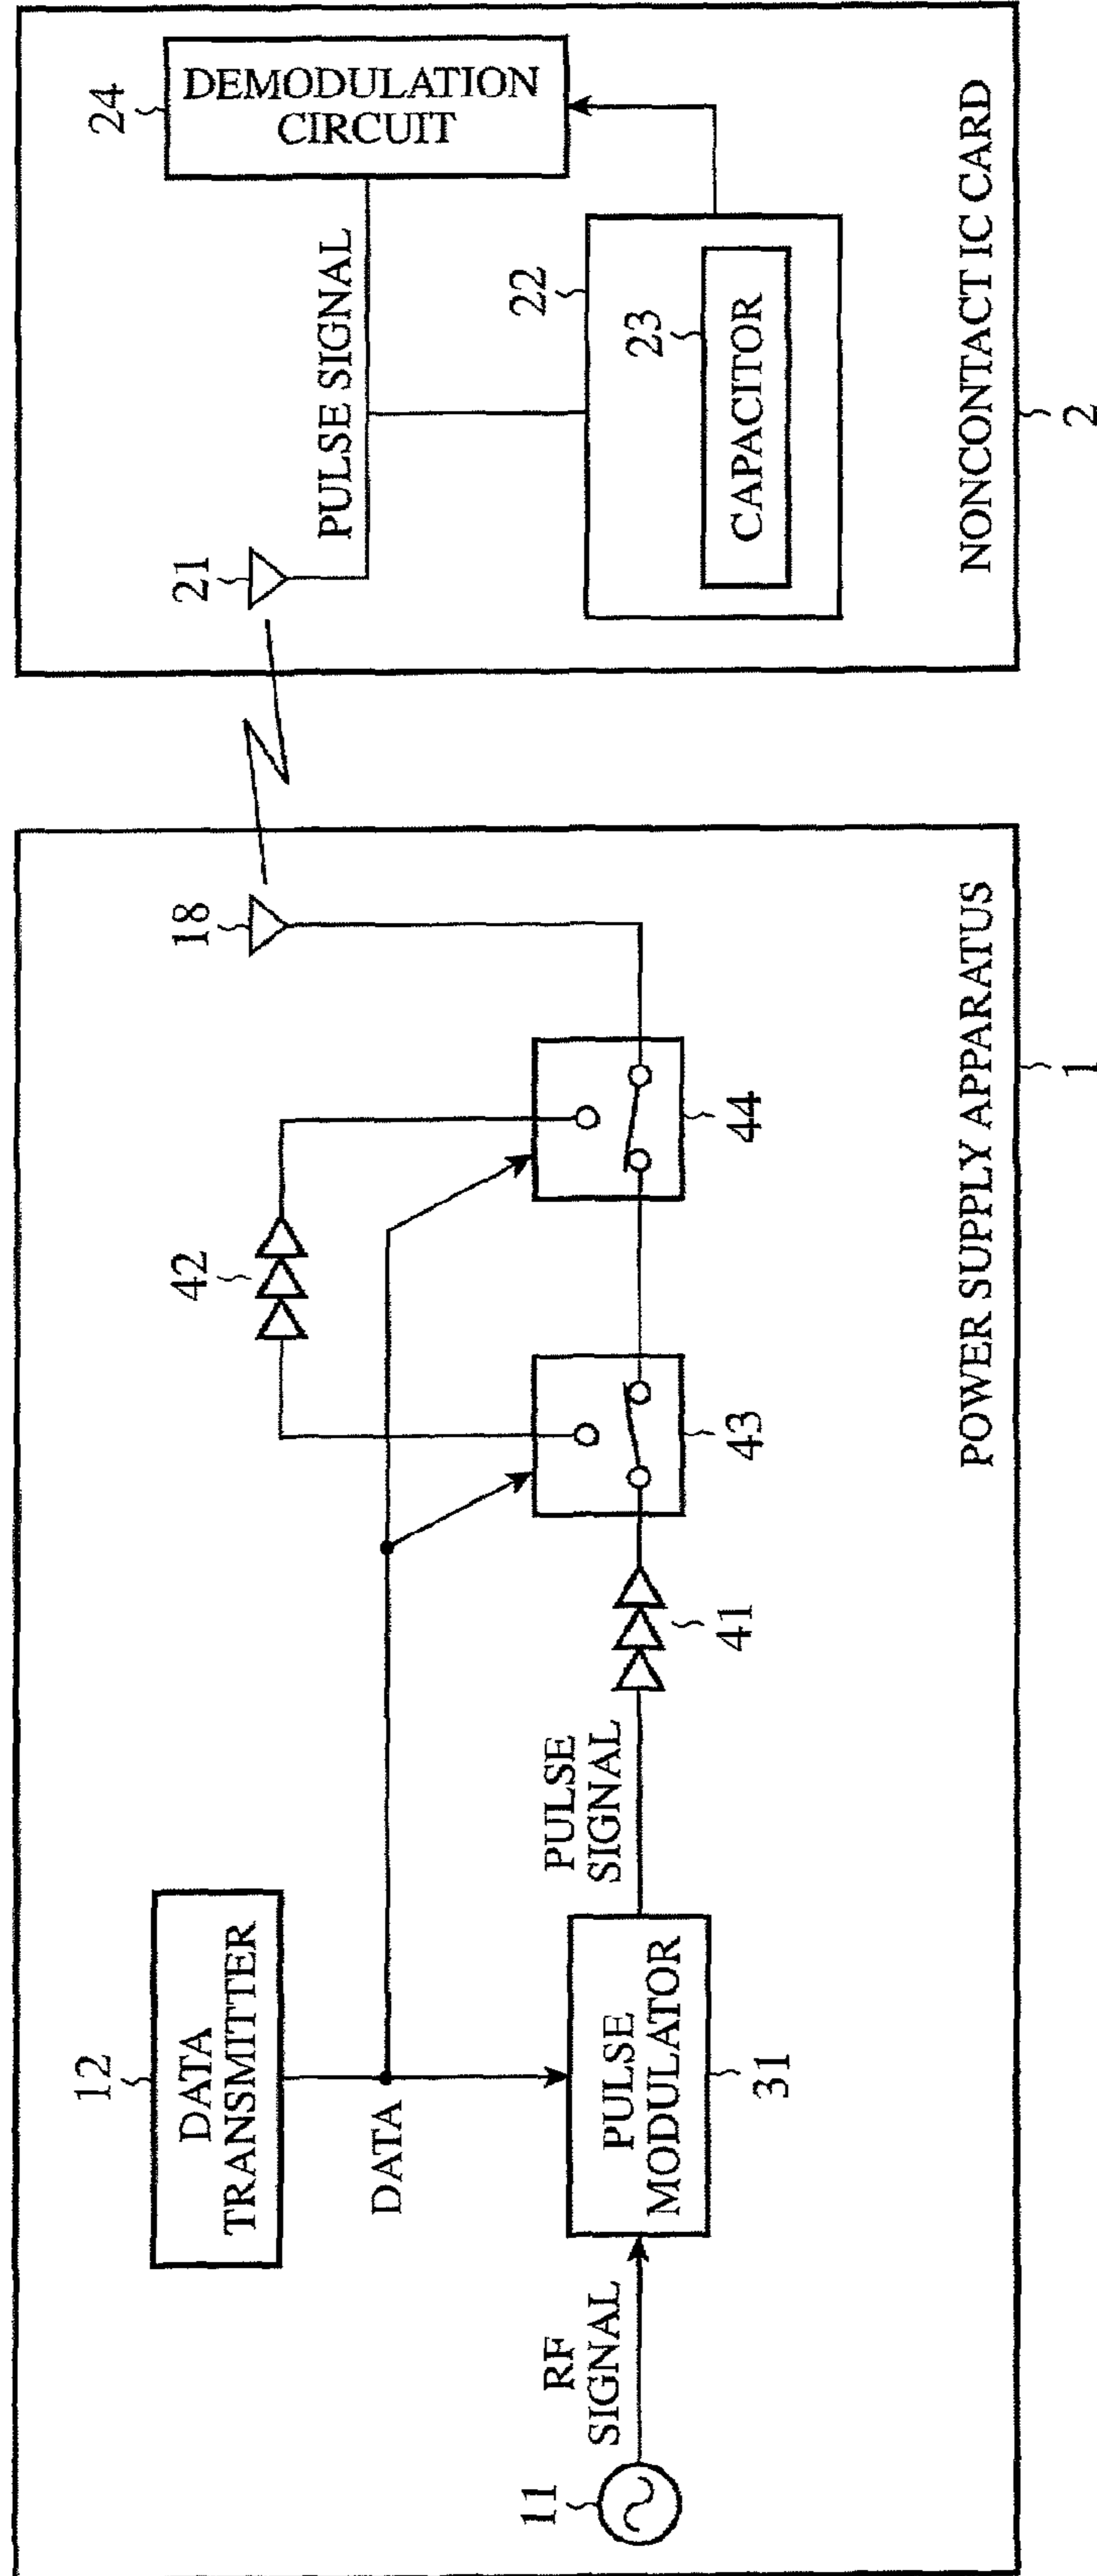 11
RF
SIGNAL
12
DATA
TRANSMITTER
DATA
PULSE
MODULATOR
31
PULSE
SIGNAL
41
42
43
44
18
POWER SUPPLY APPARATUS
1
21
PULSE SIGNAL
24
DEMODULATION
CIRCUIT
22
23
CAPACITOR
NONCONTACT IC CARD
2